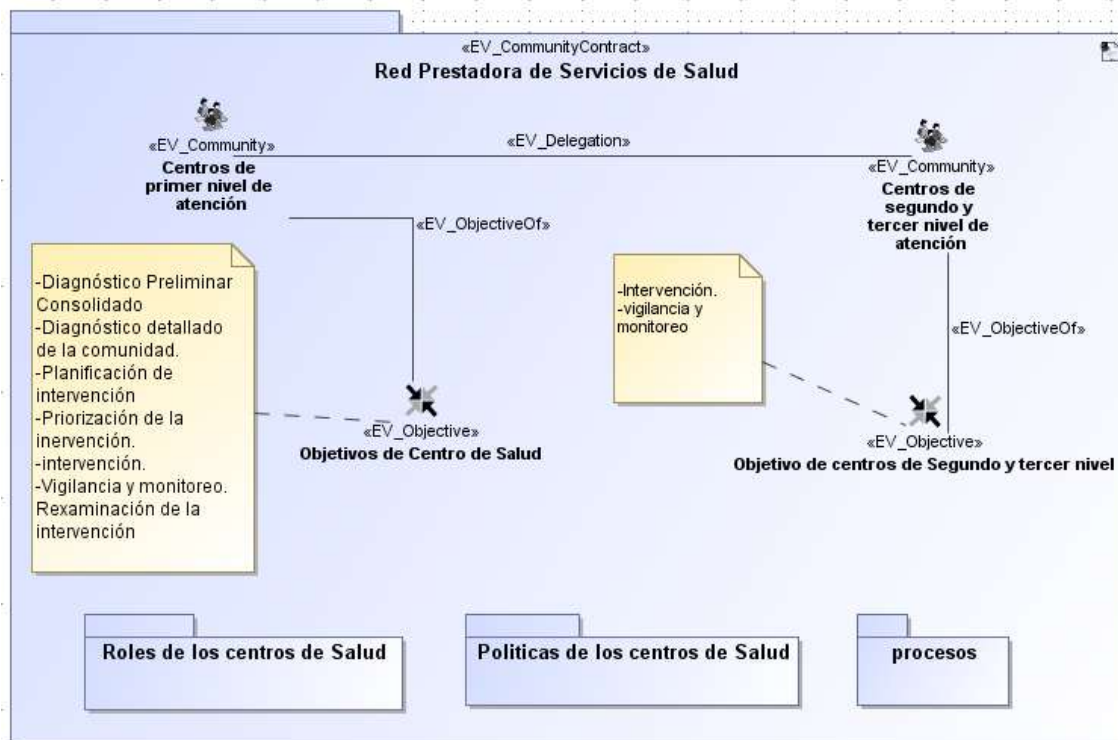 «EV_CommunityContract»
Red Prestadora de Servicios de Salud
«EV_Community»
Centros de
primer nivel de
atención
«EV_Delegation»
«EV_Community»
Centros de
segundo y
tercer nivel de
atención
«EV_ObjectiveOf»
-Diagnóstico Preliminar
Consolidado
-Diagnóstico detallado
de la comunidad.
-Planificación de
intervención
-Priorización de la
inervención.
-intervención.
-Vigilancia y monitoreo.
Rexaminación de la
intervención
-Intervención.
-vigilancia y
monitoreo
«EV_ObjectiveOf»
«EV_Objective»
Objetivos de Centro de Salud
«EV_Objective»
Objetivo de centros de Segundo y tercer nivel
Roles de los centros de Salud
Politicas de los centros de Salud
procesos